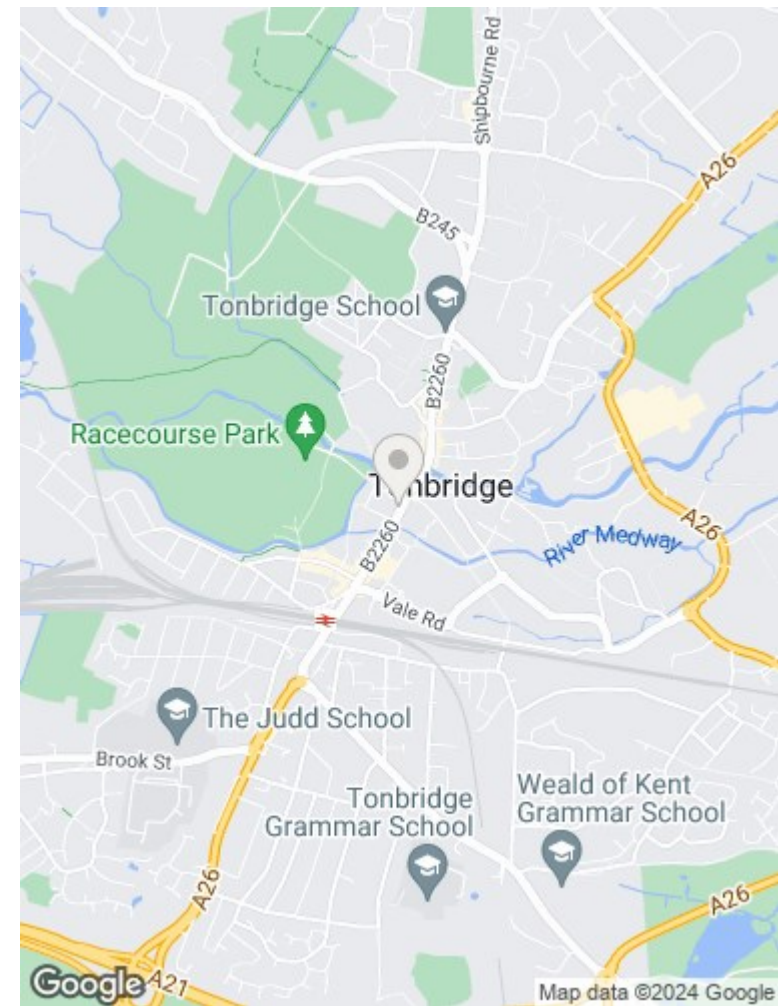 Shipbourne Rd
A26
B245
Tonbridge School
B2260
Racecourse Park
Tonbridge
B2260
A26
River Medway
Vale Rd
The Judd School
Brook St
Tonbridge
Grammar School
Weald of Kent
Grammar School
A26
A26
Google
A21
Map data ©2024 Google